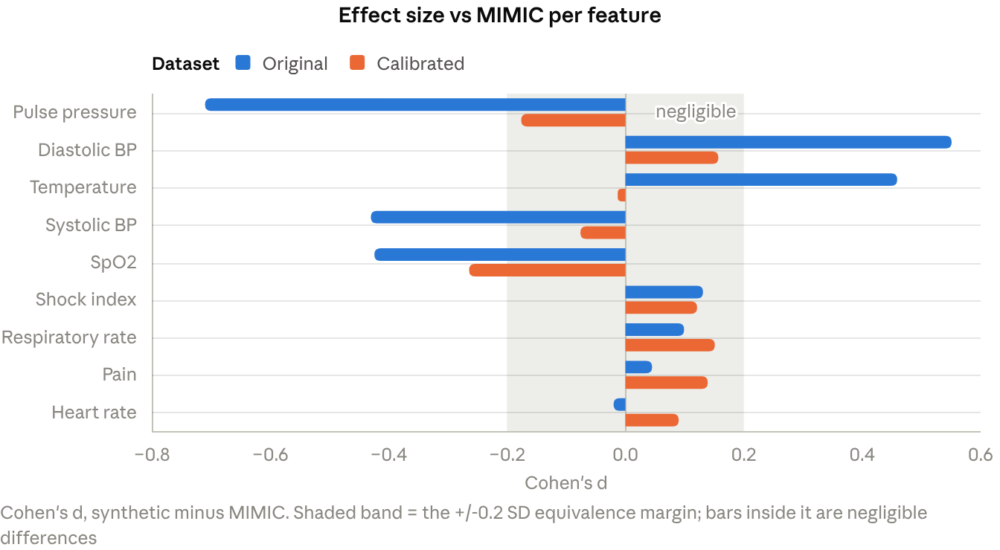 Effect size vs MIMIC per feature
Dataset Original Calibrated
Pulse pressure
negligible
Diastolic BP
Temperature
Systolic BP
SpO2
Shock index
Respiratory rate
Pain
Heart rate
−0.8 −0.6 −0.4 −0.2 0.0 0.2 0.4 0.6
Cohen's d
Cohen's d, synthetic minus MIMIC. Shaded band = the +/-0.2 SD equivalence margin; bars inside it are negligible
differences